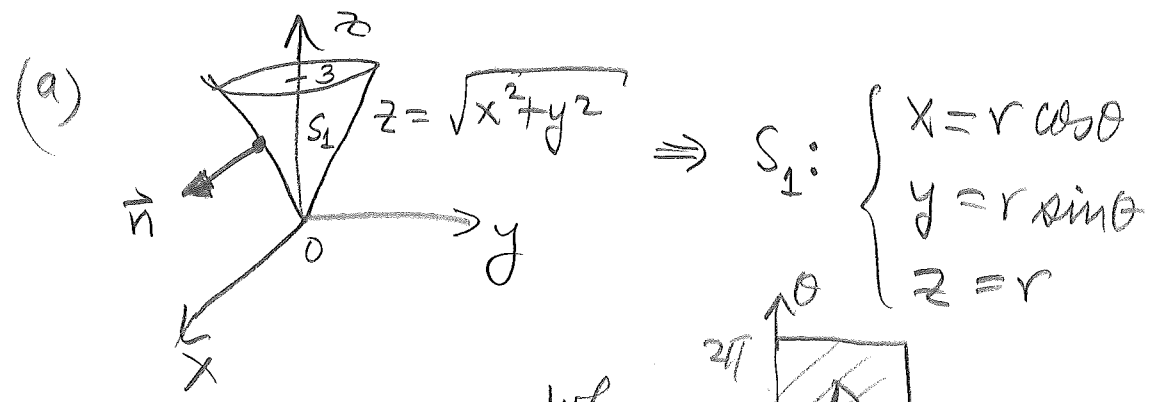 (a)
z
3
S₁
z = √(x²+y²)
⇒ S₁:
x = r cosθ
y = r sinθ
z = r
n⃗
0
y
x
θ
2π